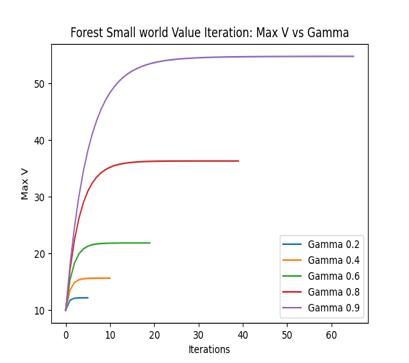 Forest Small world Value Iteration: Max V vs Gamma
50
40
30
20
10
Max V
0
10
20
30
40
50
60
Iterations
Gamma 0.2
Gamma 0.4
Gamma 0.6
Gamma 0.8
Gamma 0.9